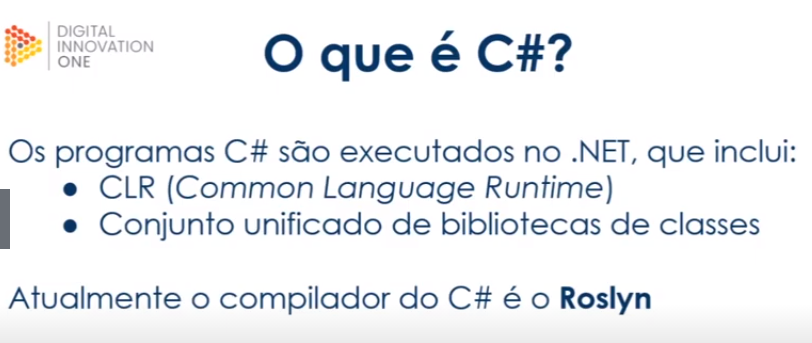 DIGITAL
INNOVATION
ONE
O que é C#?
Os programas C# são executados no .NET, que inclui:
● CLR (Common Language Runtime)
● Conjunto unificado de bibliotecas de classes
Atualmente o compilador do C# é o Roslyn